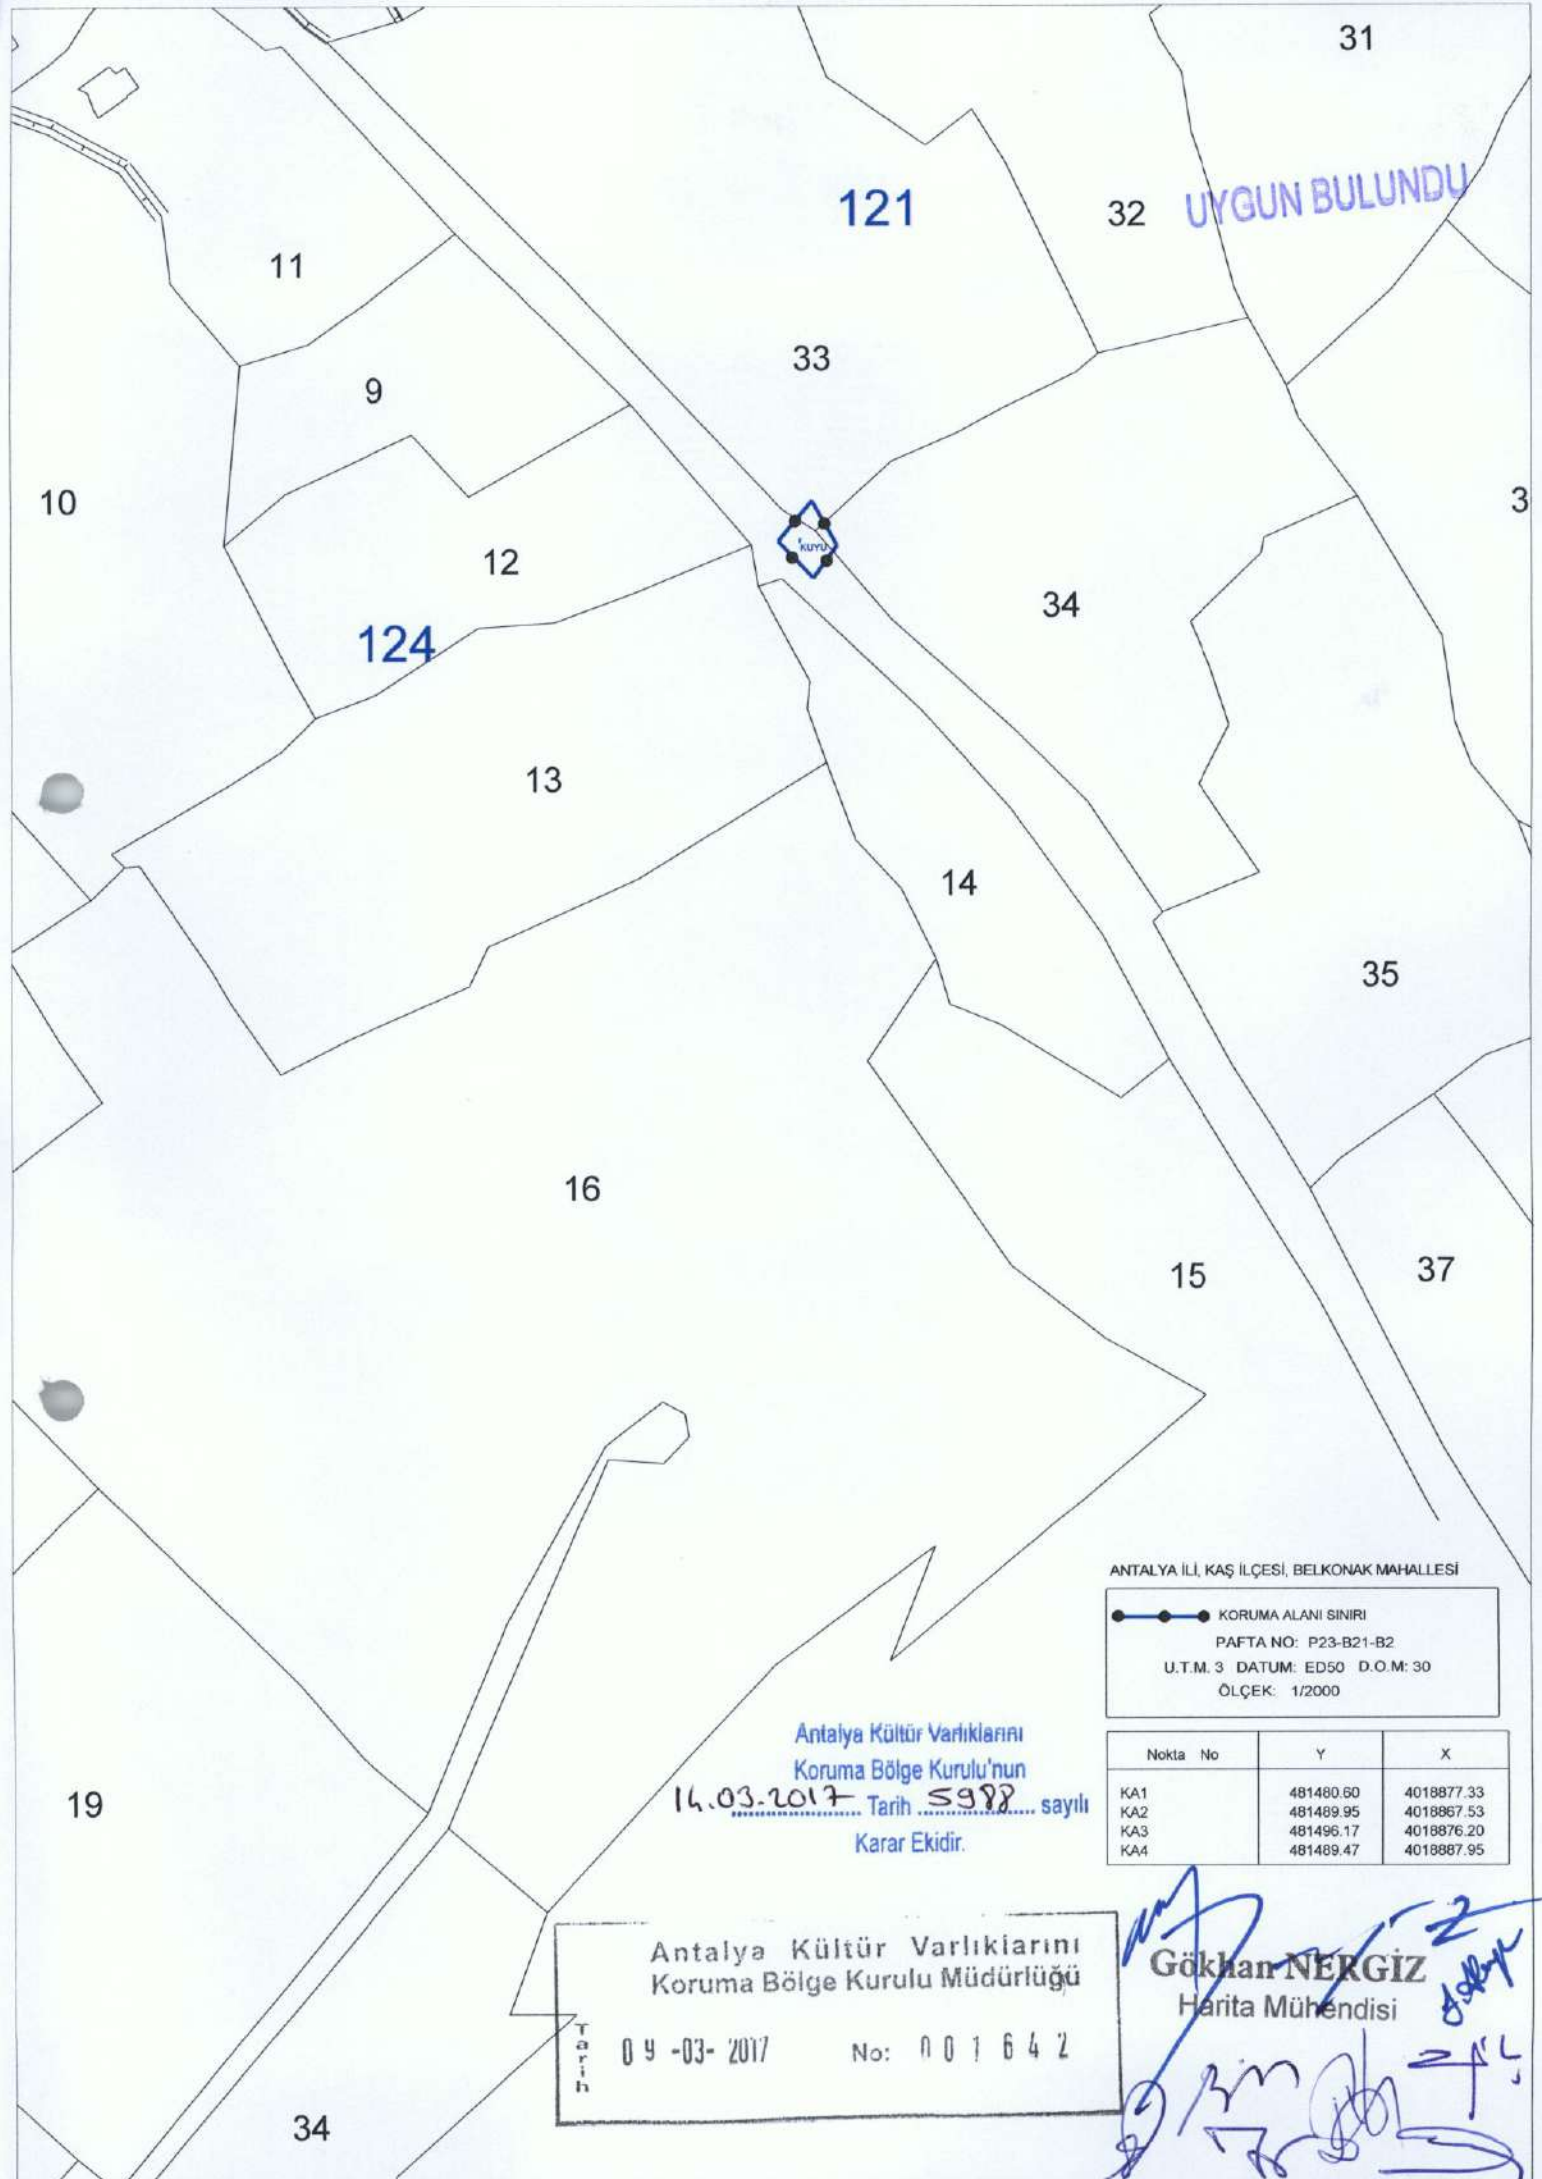 31
UYGUN BULUNDU
121
32
11
33
9
10
3
12
34
124
KUYU
13
14
35
16
15
37
ANTALYA İLİ, KAŞ İLÇESİ, BELKONAK MAHALLESİ
KORUMA ALANI SINIRI
PAFTA NO: P23-B21-B2
U.T.M. 3 DATUM: ED50 D.O.M: 30
ÖLÇEK: 1/2000
Nokta No Y X
KA1 481480.60 4018877.33
KA2 481489.95 4018867.53
KA3 481496.17 4018876.20
KA4 481489.47 4018887.95
19
Antalya Kültür Varlıklarını
Koruma Bölge Kurulu'nun
14.03.2017 Tarih 5988 sayılı
Karar Ekidir.
Antalya Kültür Varlıklarını
Koruma Bölge Kurulu Müdürlüğü
Tarih 09-03-2017 No: 001642
Gökhan NERGİZ
Harita Mühendisi
34